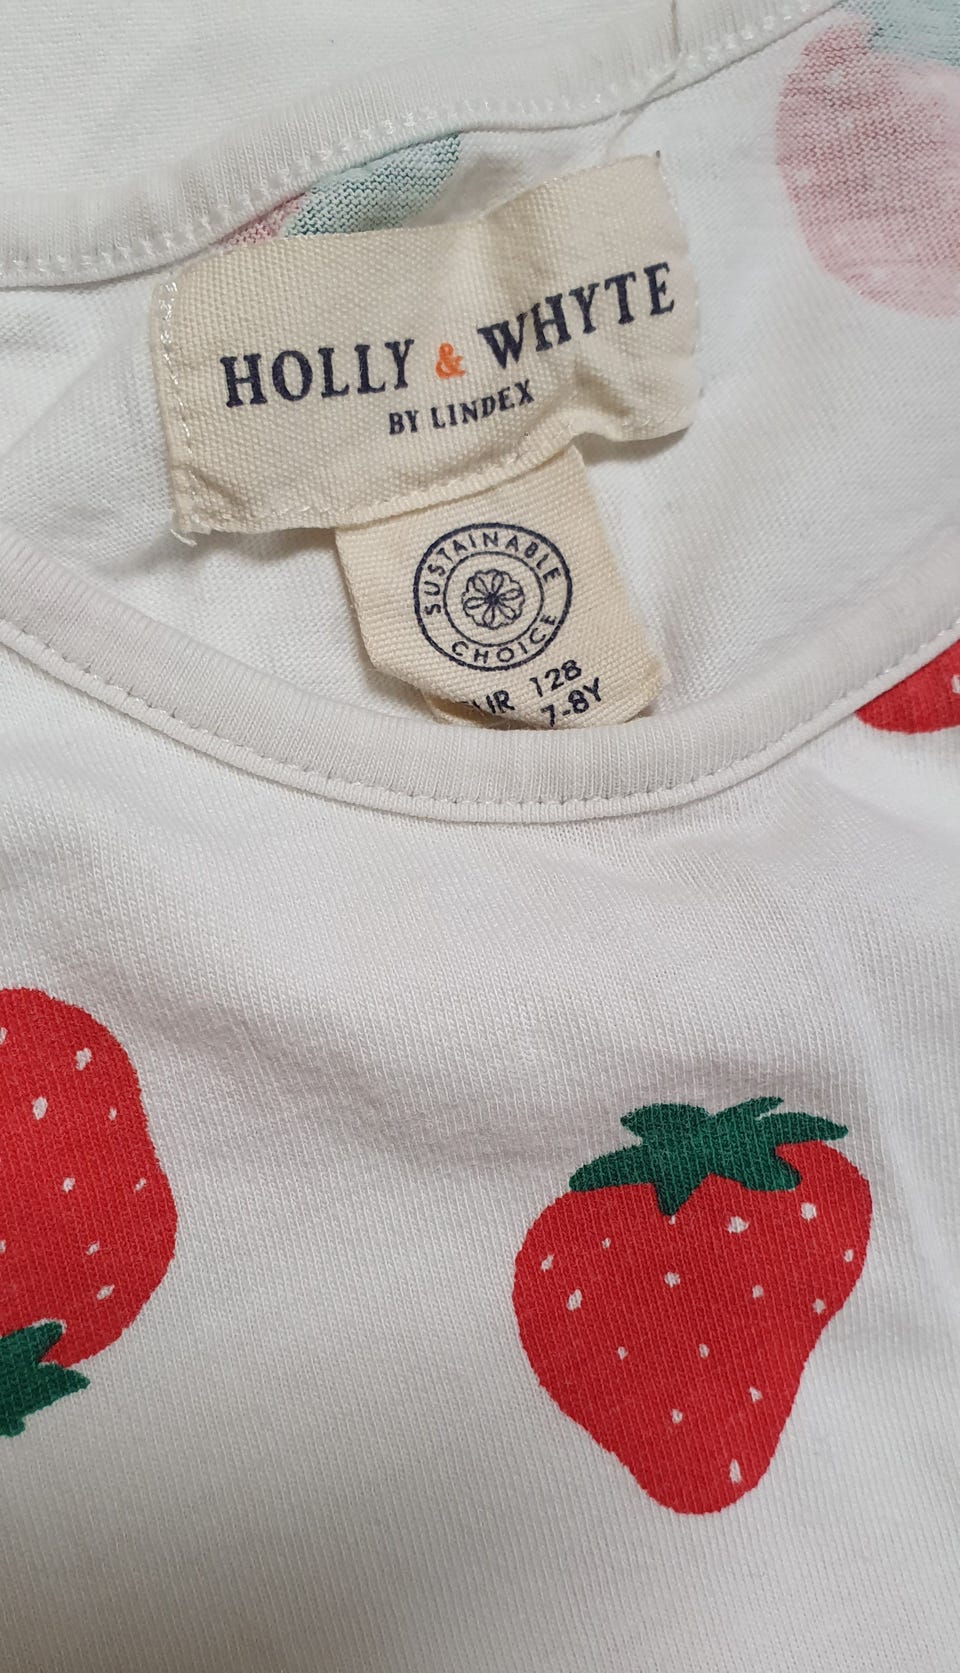 HOLLY & WHYTE
BY LINDEX
SUSTAINABLE
CHOICE
128
7-8Y